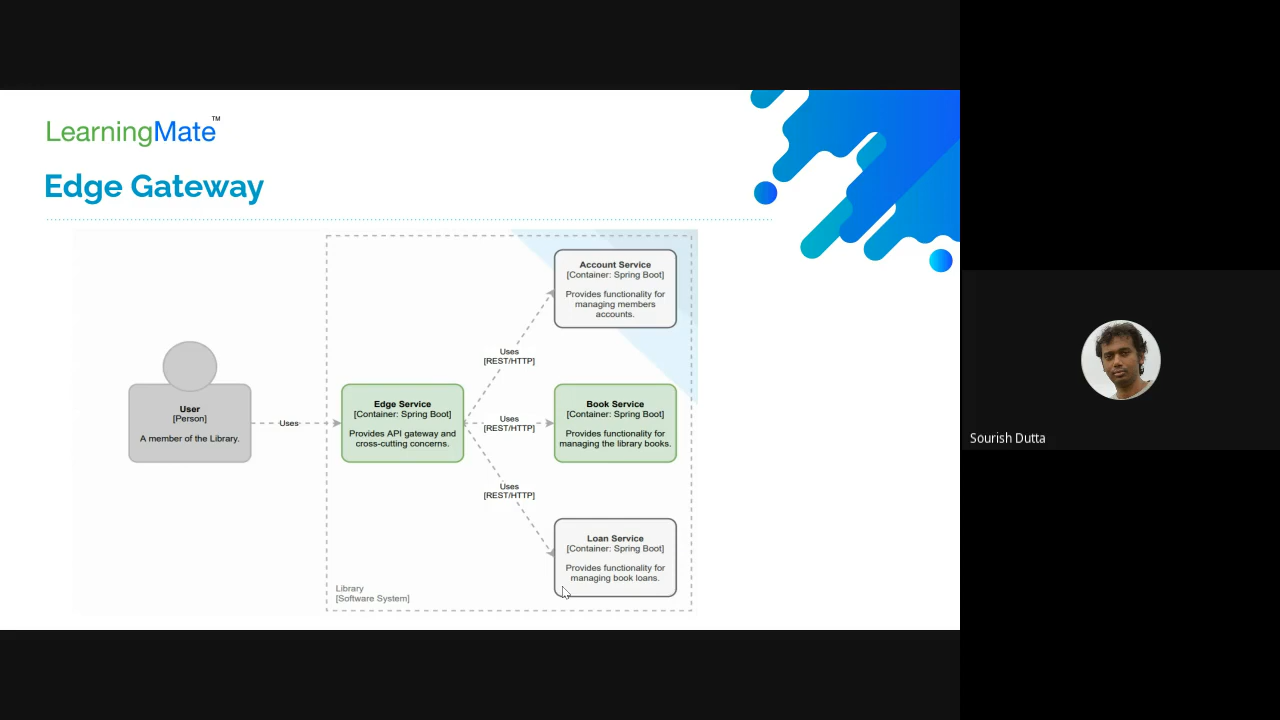 LearningMate™
Edge Gateway
Account Service
[Container: Spring Boot]
Provides functionality for
managing members
accounts.
Uses
[REST/HTTP]
User
[Person]
A member of the Library.
Uses
Edge Service
[Container: Spring Boot]
Provides API gateway and
cross-cutting concerns.
Uses
[REST/HTTP]
Book Service
[Container: Spring Boot]
Provides functionality for
managing the library books.
Uses
[REST/HTTP]
Loan Service
[Container: Spring Boot]
Provides functionality for
managing book loans.
Library
[Software System]
Sourish Dutta